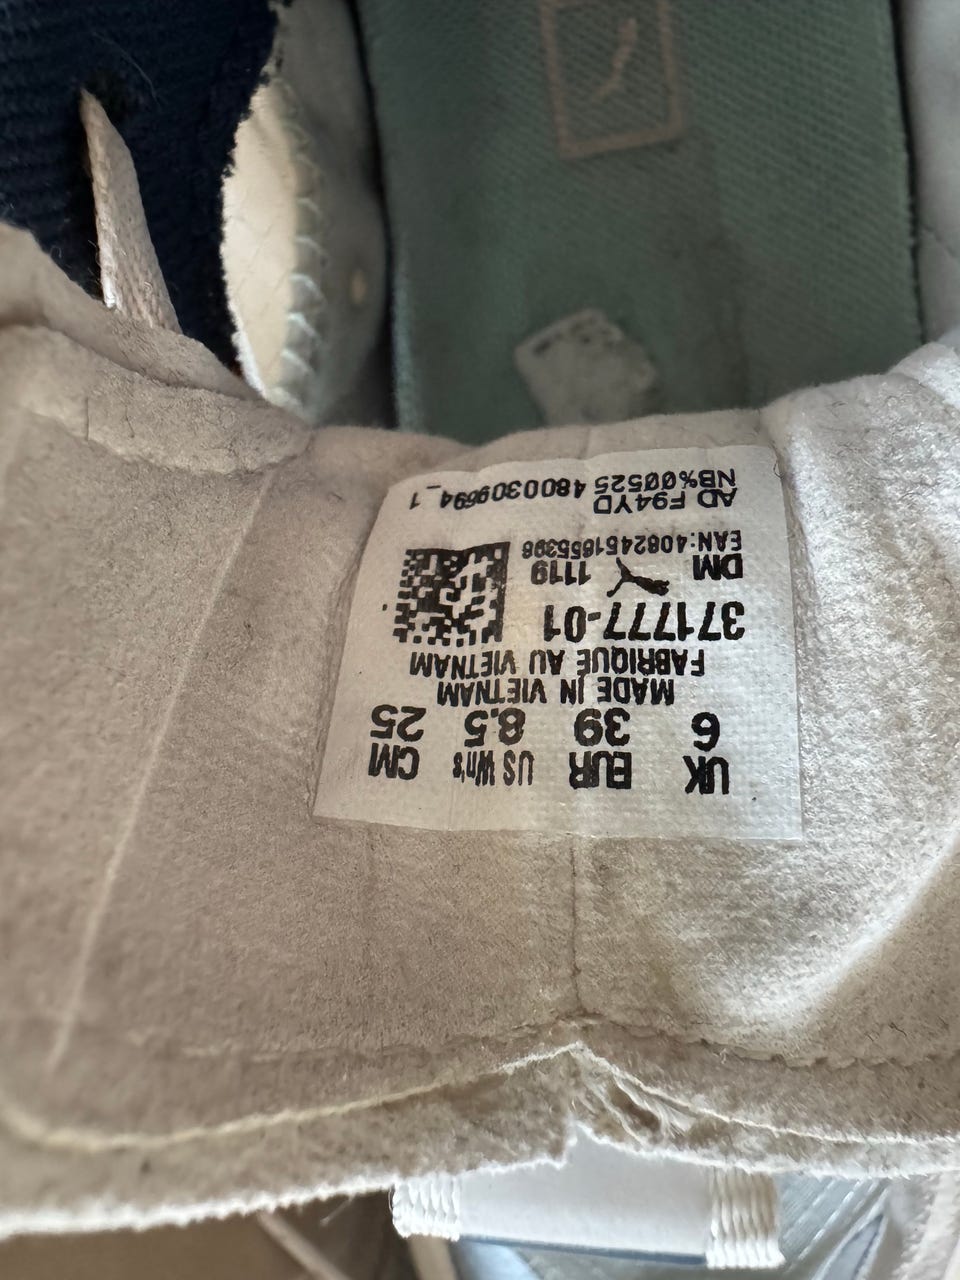 UK EUR US Wn's CM
6 39 8.5 25
MADE IN VIETNAM
FABRIQUÉ AU VIETNAM
371777-01
DM 1119
EAN:4062451655396
AD F94YD
NB%00525 4800309694_1